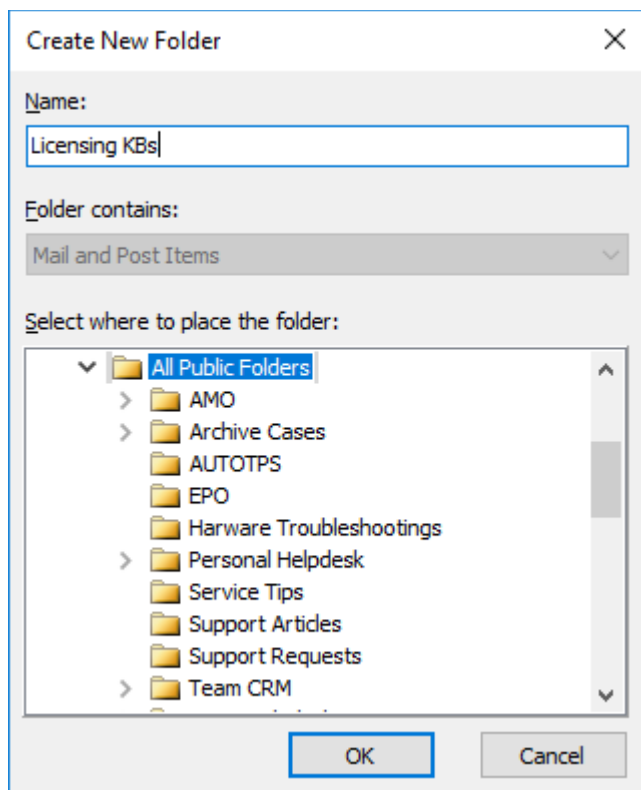 Create New Folder
Name:
Licensing KBs
Folder contains:
Mail and Post Items
Select where to place the folder:
All Public Folders
AMO
Archive Cases
AUTOTPS
EPO
Harware Troubleshootings
Personal Helpdesk
Service Tips
Support Articles
Support Requests
Team CRM
OK Cancel